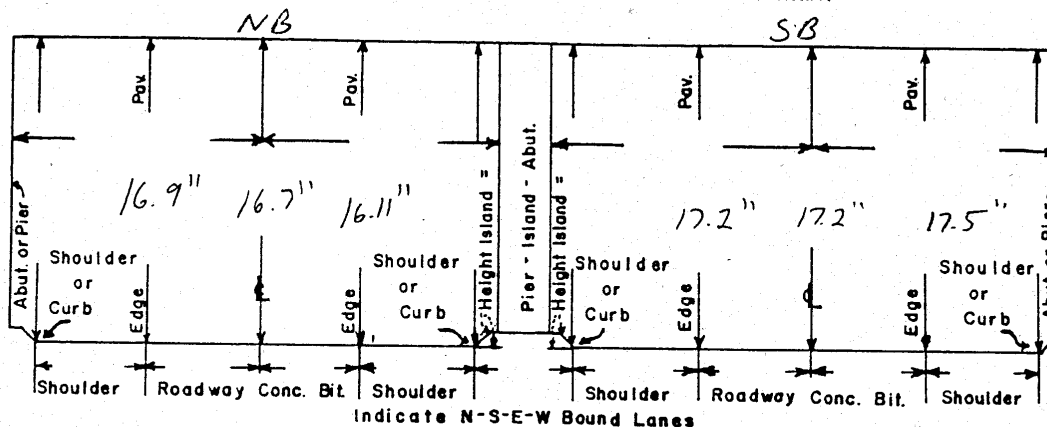 NB SB
Pav. Pav. Pav. Pav.
Abut. or Pier Height Island = Pier - Island - Abut. Height Island = Abut. or Pier
16.9" 16.7" 16.11" 17.2" 17.2" 17.5"
Shoulder or Curb Edge ℄ Edge Shoulder or Curb Shoulder or Curb Edge ℄ Edge Shoulder or Curb
Shoulder Roadway Conc. Bit. Shoulder Shoulder Roadway Conc. Bit. Shoulder
Indicate N-S-E-W Bound Lanes